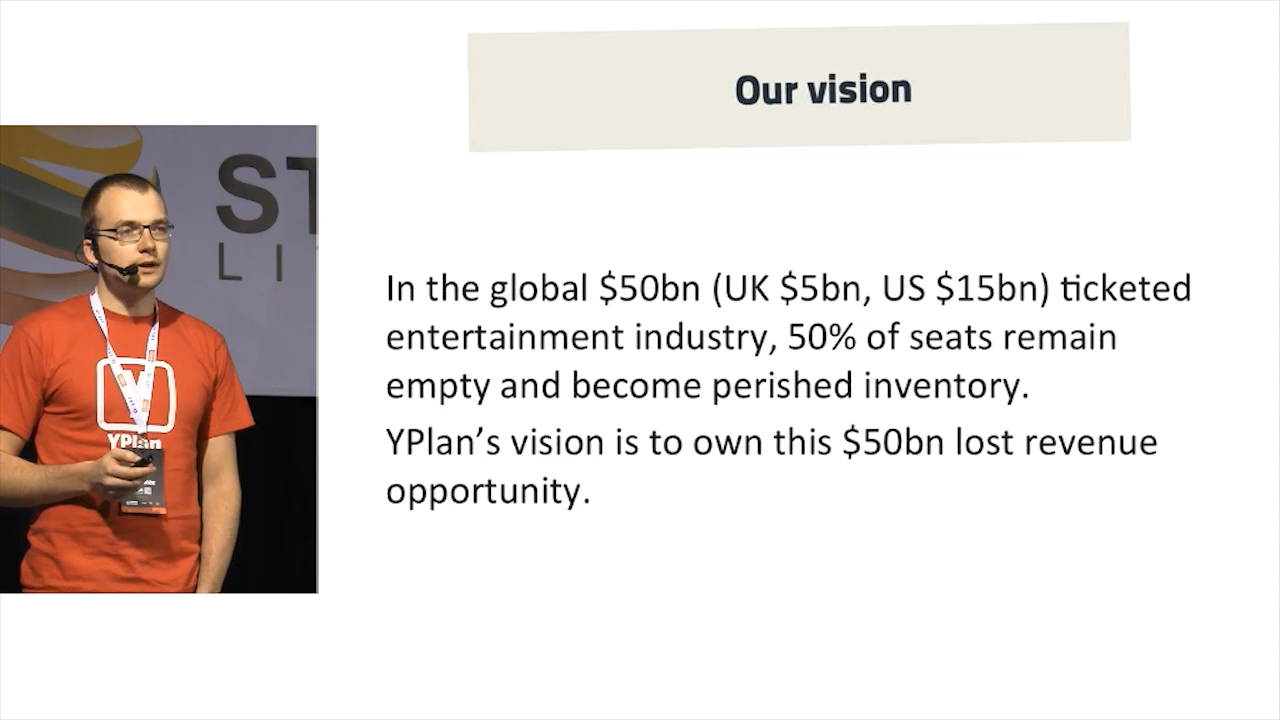 Our vision
ST
LI
In the global $50bn (UK $5bn, US $15bn) ticketed
entertainment industry, 50% of seats remain
empty and become perished inventory.
YPlan’s vision is to own this $50bn lost revenue
opportunity.
Y
YPlan